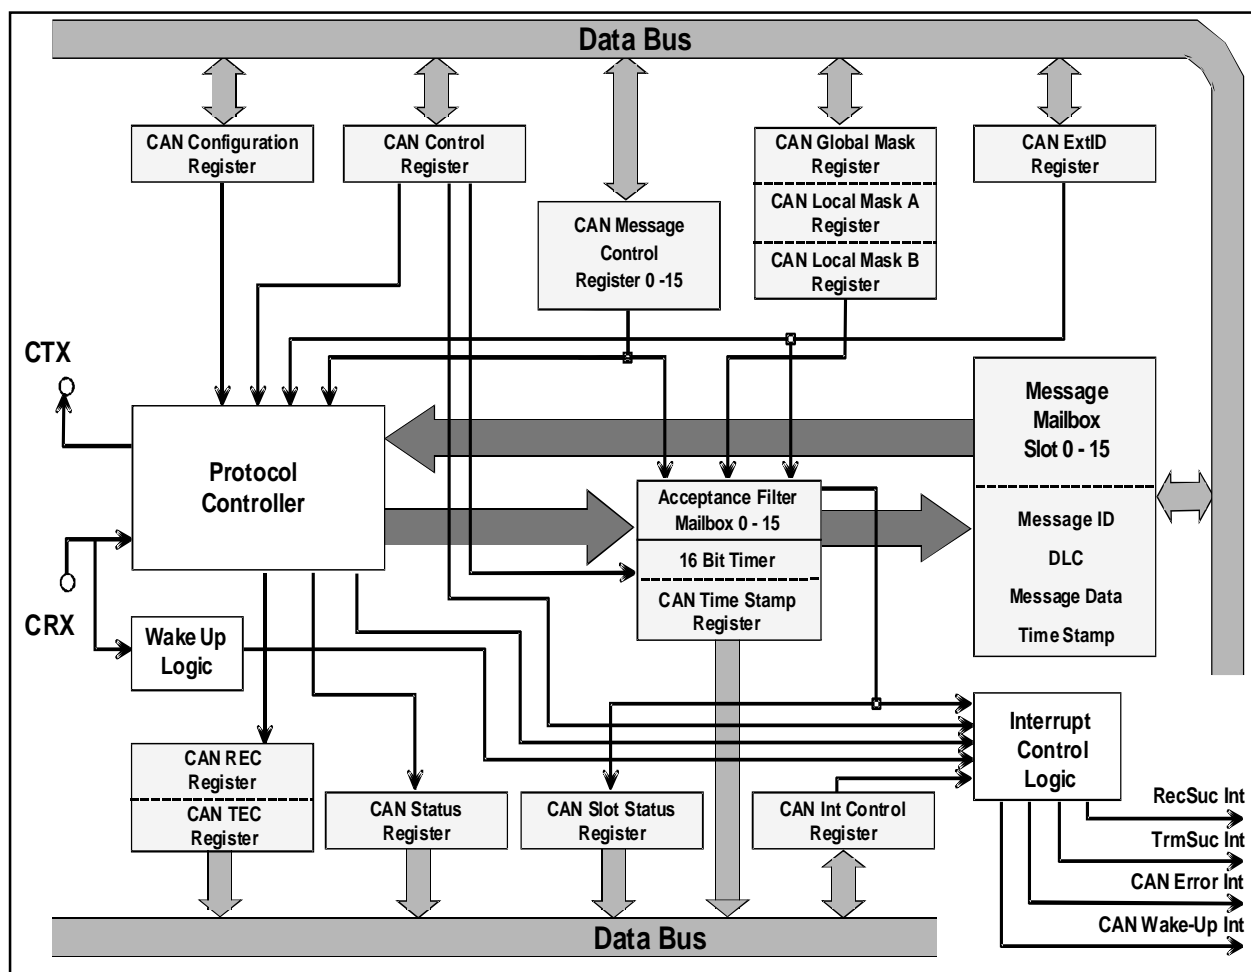 Data Bus
CAN Configuration
Register
CAN Control
Register
CAN Message
Control
Register 0 -15
CAN Global Mask
Register
CAN Local Mask A
Register
CAN Local Mask B
Register
CAN ExtID
Register
CTX
CRX
Protocol
Controller
Wake Up
Logic
Acceptance Filter
Mailbox 0 - 15
16 Bit Timer
CAN Time Stamp
Register
Message
Mailbox
Slot 0 - 15
Message ID
DLC
Message Data
Time Stamp
CAN REC
Register
CAN TEC
Register
CAN Status
Register
CAN Slot Status
Register
CAN Int Control
Register
Interrupt
Control
Logic
RecSuc Int
TrmSuc Int
CAN Error Int
CAN Wake-Up Int
Data Bus